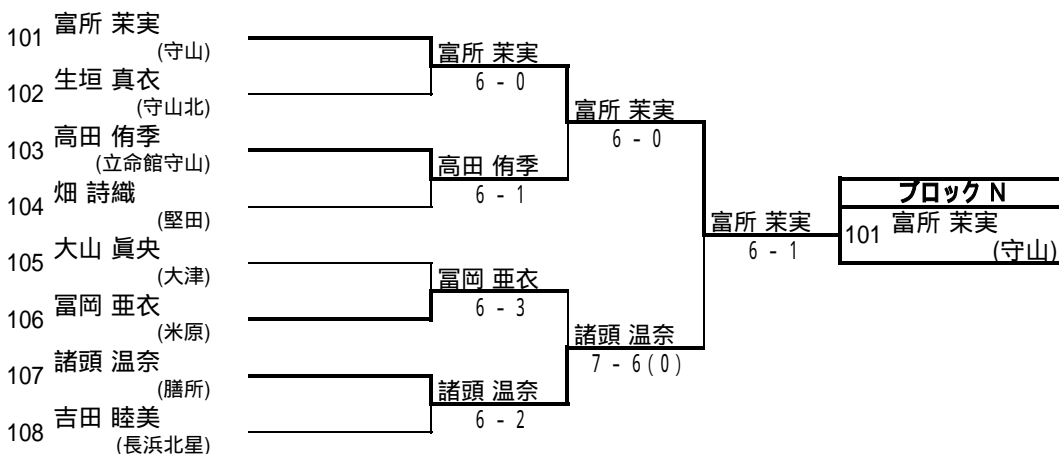 101 富所 茉実
(守山)
102 生垣 真衣
(守山北)
103 高田 侑季
(立命館守山)
104 畑 詩織
(堅田)
105 大山 眞央
(大津)
106 冨岡 亜衣
(米原)
107 諸頭 温奈
(膳所)
108 吉田 睦美
(長浜北星)
富所 茉実
6 - 0
高田 侑季
6 - 1
冨岡 亜衣
6 - 3
諸頭 温奈
6 - 2
富所 茉実
6 - 0
諸頭 温奈
7 - 6(0)
富所 茉実
6 - 1
ブロック N
101 富所 茉実
(守山)